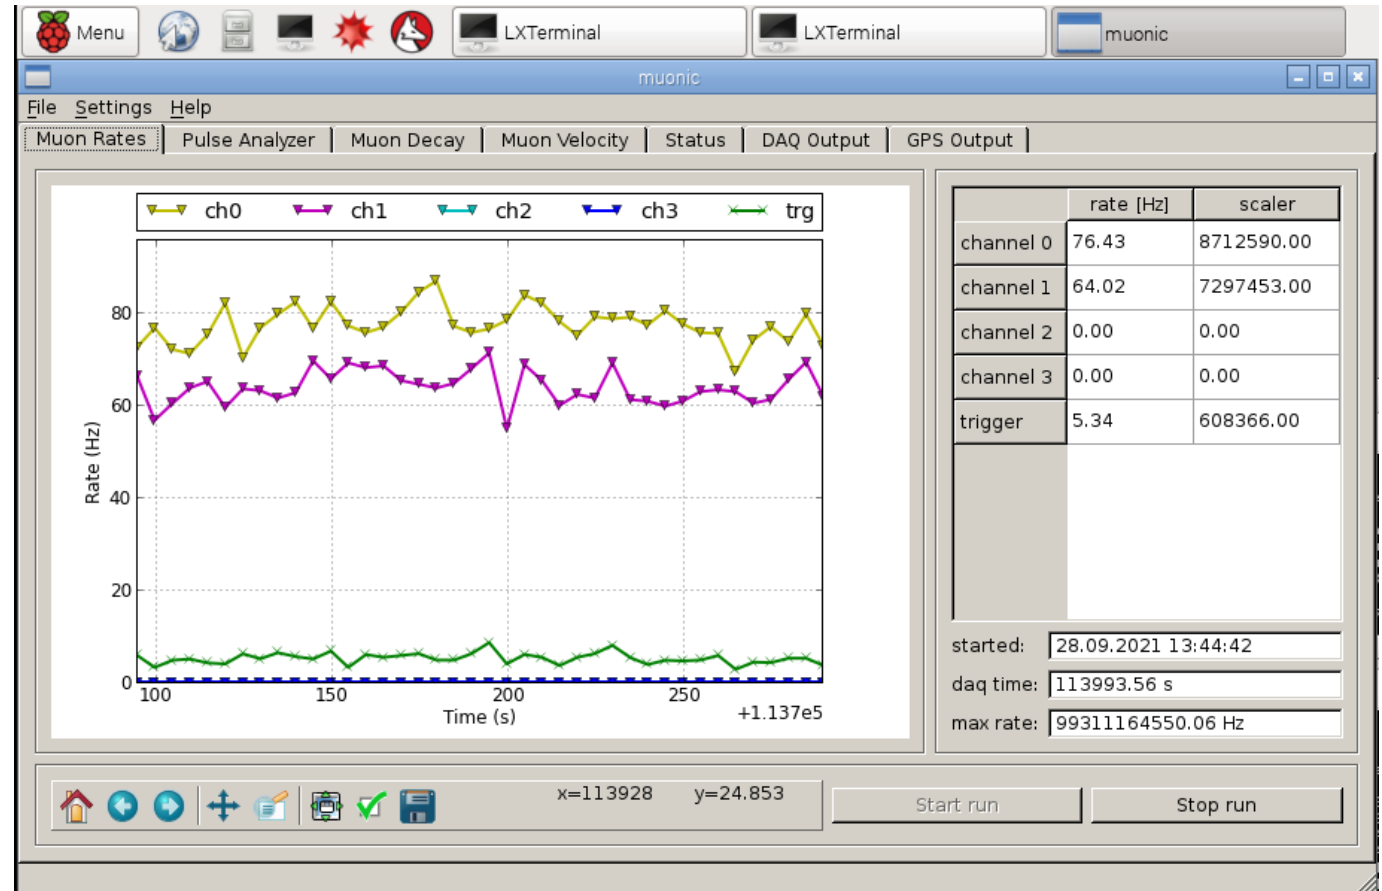 Menu LXTerminal LXTerminal muonic
muonic
File Settings Help
Muon Rates Pulse Analyzer Muon Decay Muon Velocity Status DAQ Output GPS Output
ch0 ch1 ch2 ch3 trg
80
60
40
20
0
Rate (Hz)
100 150 200 250
Time (s)
+1.137e5
rate [Hz] scaler
channel 0 76.43 8712590.00
channel 1 64.02 7297453.00
channel 2 0.00 0.00
channel 3 0.00 0.00
trigger 5.34 608366.00
started: 28.09.2021 13:44:42
daq time: 113993.56 s
max rate: 99311164550.06 Hz
x=113928 y=24.853
Start run Stop run